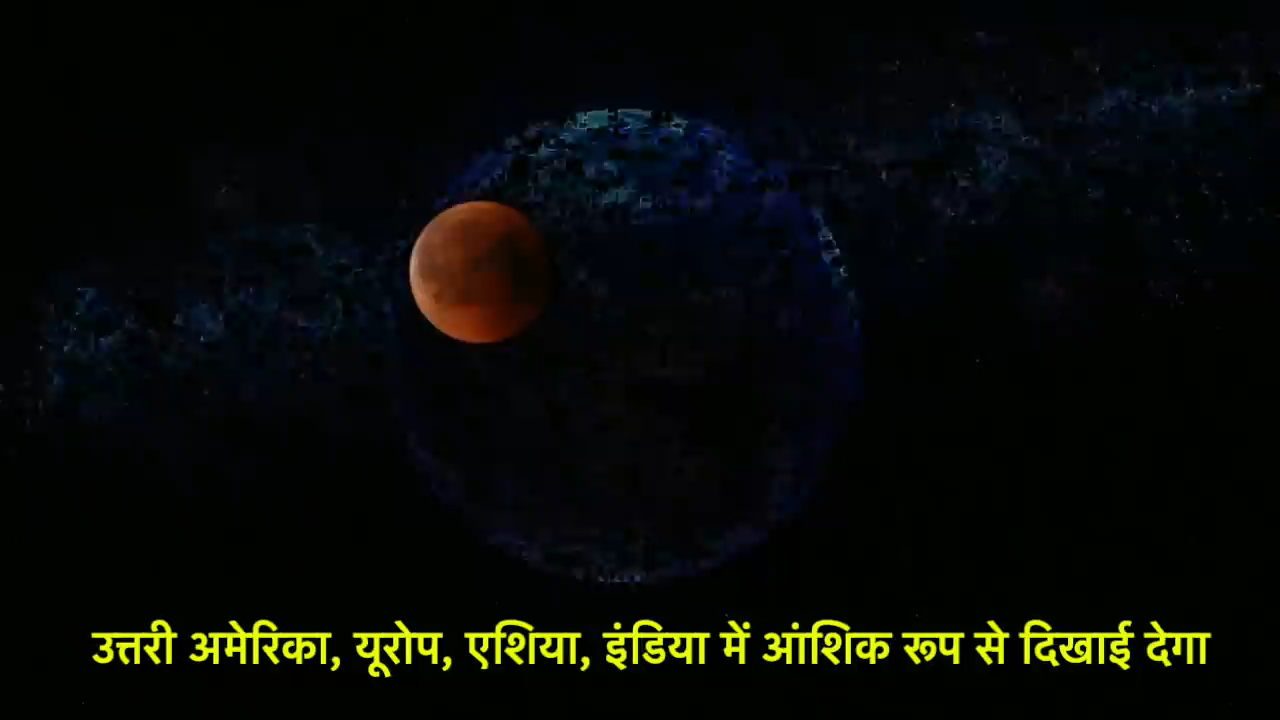 उत्तरी अमेरिका, यूरोप, एशिया, इंडिया में आंशिक रूप से दिखाई देगा